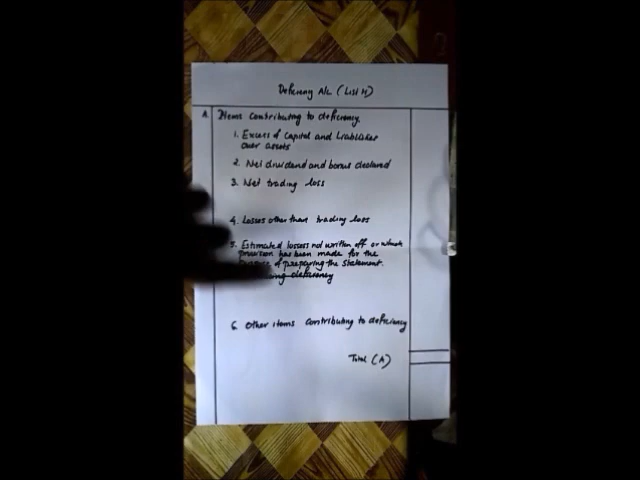 Deficiency A/c (List H)
A. Items contributing to deficiency.
1. Excess of Capital and Liabilities
over assets
2. Net dividend and bonus declared
3. Net trading loss
4. Losses other than trading loss
5. Estimated losses not written off or which
provision has been made for the
of preparing the statement.
deficiency
6. Other items contributing to deficiency
Total (A)